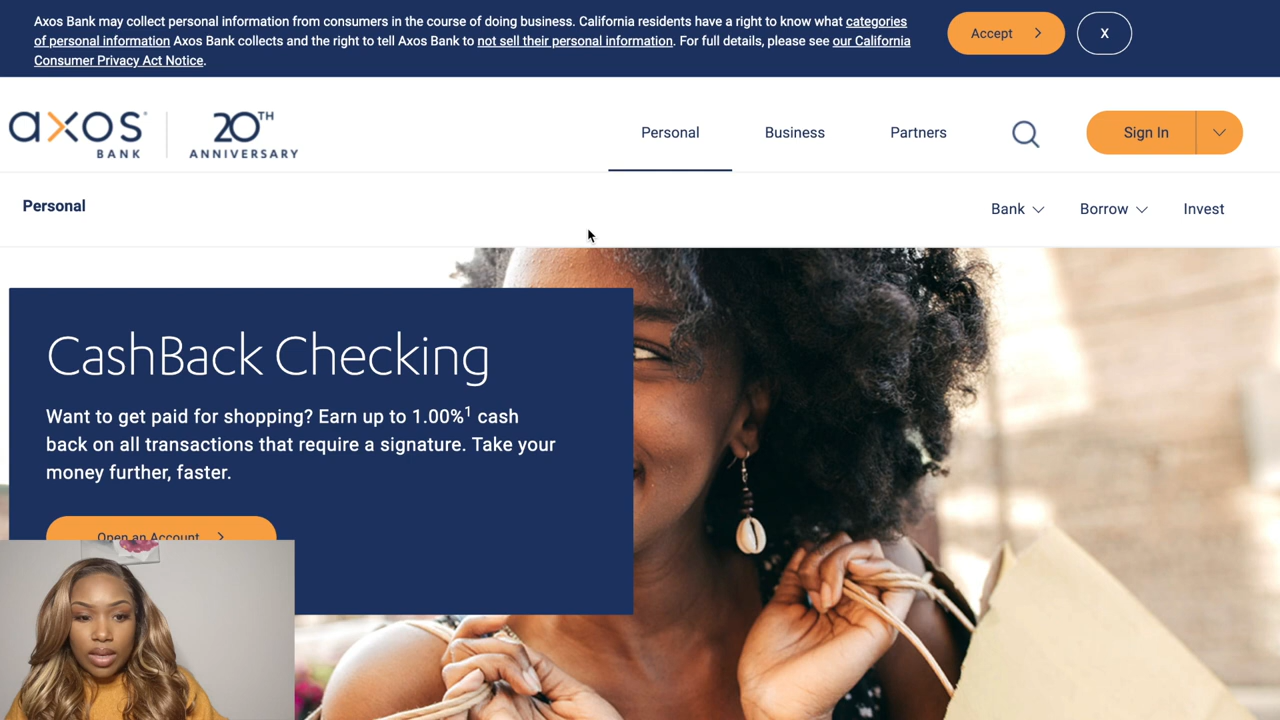 Axos Bank may collect personal information from consumers in the course of doing business. California residents have a right to know what categories
of personal information Axos Bank collects and the right to tell Axos Bank to not sell their personal information. For full details, please see our California
Consumer Privacy Act Notice.
Accept
X
axos
BANK
20TH
ANNIVERSARY
Personal
Business
Partners
Sign In
Personal
Bank
Borrow
Invest
CashBack Checking
Want to get paid for shopping? Earn up to 1.00%1 cash
back on all transactions that require a signature. Take your
money further, faster.
Open an Account